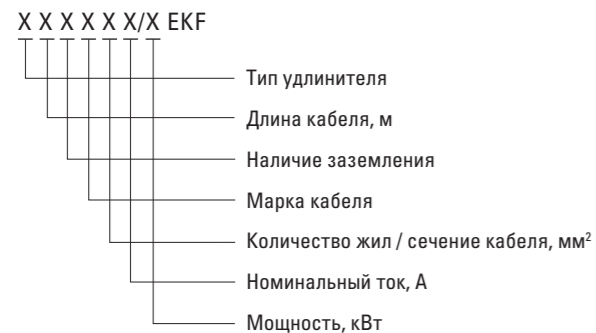 X X X X X X/X EKF
Тип удлинителя
Длина кабеля, м
Наличие заземления
Марка кабеля
Количество жил / сечение кабеля, мм²
Номинальный ток, А
Мощность, кВт